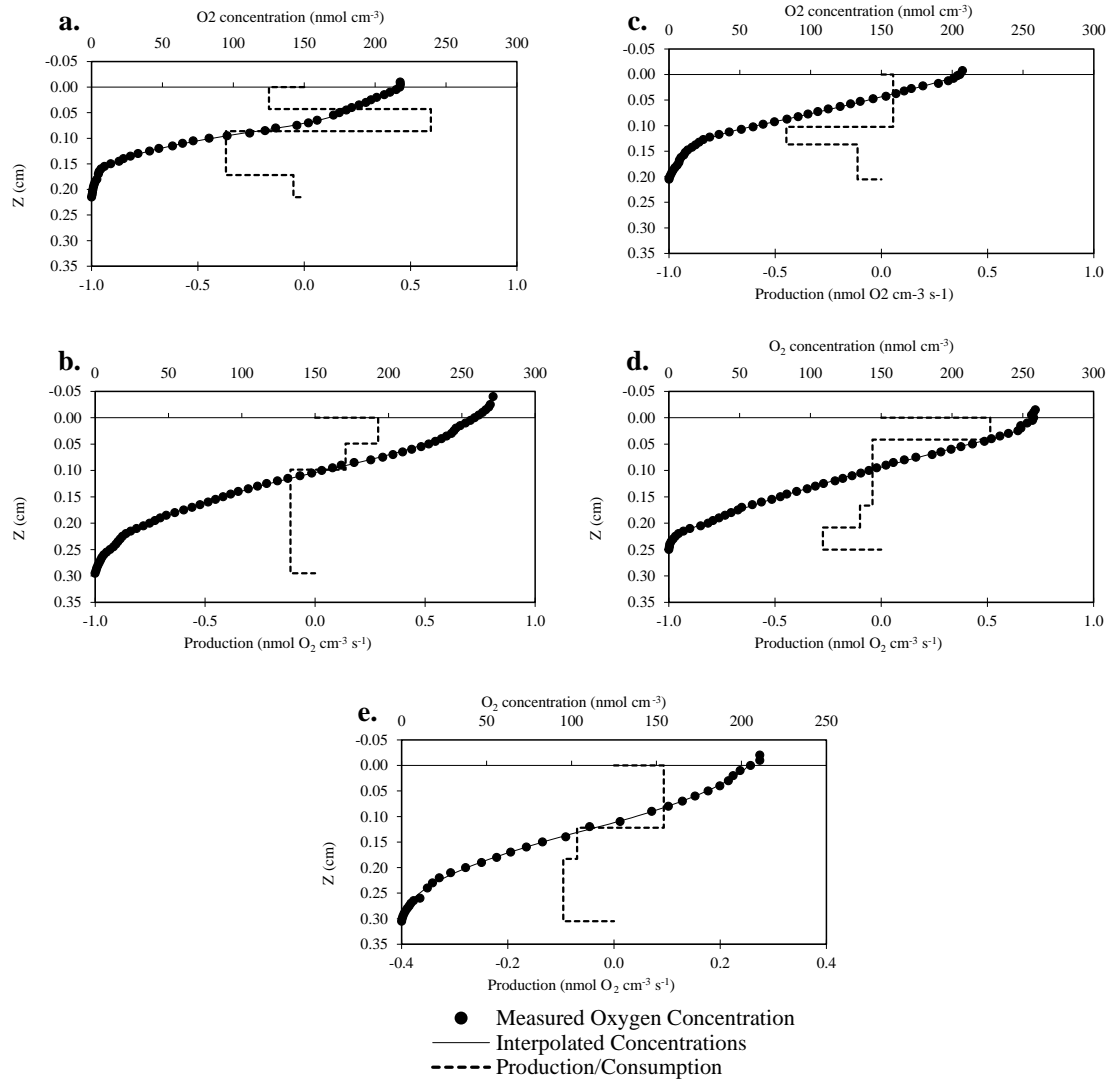 a.
O2 concentration (nmol cm-3)
0 50 100 150 200 250 300
-0.05
0.00
0.05
0.10
0.15
0.20
0.25
0.30
0.35
Z (cm)
-1.0 -0.5 0.0 0.5 1.0
c.
O2 concentration (nmol cm-3)
0 50 100 150 200 250 300
-0.05
0.00
0.05
0.10
0.15
0.20
0.25
0.30
0.35
Z (cm)
-1.0 -0.5 0.0 0.5 1.0
Production (nmol O2 cm-3 s-1)
b.
O2 concentration (nmol cm-3)
0 50 100 150 200 250 300
-0.05
0.00
0.05
0.10
0.15
0.20
0.25
0.30
0.35
Z (cm)
-1.0 -0.5 0.0 0.5 1.0
Production (nmol O2 cm-3 s-1)
d.
O2 concentration (nmol cm-3)
0 50 100 150 200 250 300
-0.05
0.00
0.05
0.10
0.15
0.20
0.25
0.30
0.35
Z (cm)
-1.0 -0.5 0.0 0.5 1.0
Production (nmol O2 cm-3 s-1)
e.
O2 concentration (nmol cm-3)
0 50 100 150 200 250
-0.05
0.00
0.05
0.10
0.15
0.20
0.25
0.30
0.35
Z (cm)
-0.4 -0.2 0.0 0.2 0.4
Production (nmol O2 cm-3 s-1)
Measured Oxygen Concentration
Interpolated Concentrations
Production/Consumption